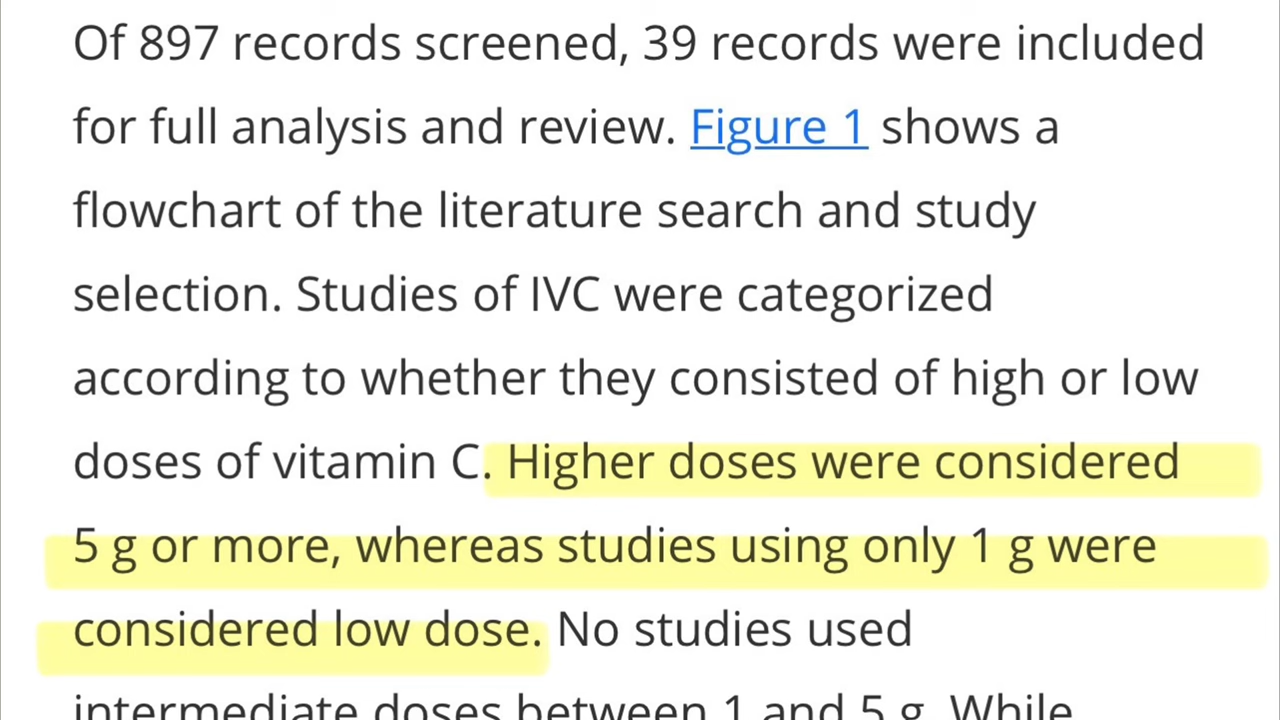 Of 897 records screened, 39 records were included
for full analysis and review. Figure 1 shows a
flowchart of the literature search and study
selection. Studies of IVC were categorized
according to whether they consisted of high or low
doses of vitamin C. Higher doses were considered
5 g or more, whereas studies using only 1 g were
considered low dose. No studies used
intermediate doses between 1 and 5 g. While